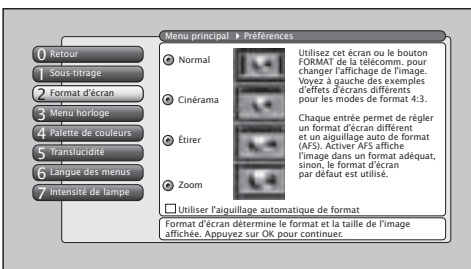 Menu principal ▶ Préférences
0 Retour
1 Sous-titrage
2 Format d'écran
3 Menu horloge
4 Palette de couleurs
5 Translucidité
6 Langue des menus
7 Intensité de lampe
Normal
Cinérama
Étirer
Zoom
Utilisez cet écran ou le bouton
FORMAT de la télécomm. pour
changer l'affichage de l'image.
Voyez à gauche des exemples
d'effets d'écrans différents
pour les modes de format 4:3.
Chaque entrée permet de régler
un format d'écran différent
et un aiguillage auto de format
(AFS). Activer AFS affiche
l'image dans un format adéquat,
sinon, le format d'écran
par défaut est utilisé.
Utiliser l'aiguillage automatique de format
Format d'écran détermine le format et la taille de l'image
affichée. Appuyez sur OK pour continuer.